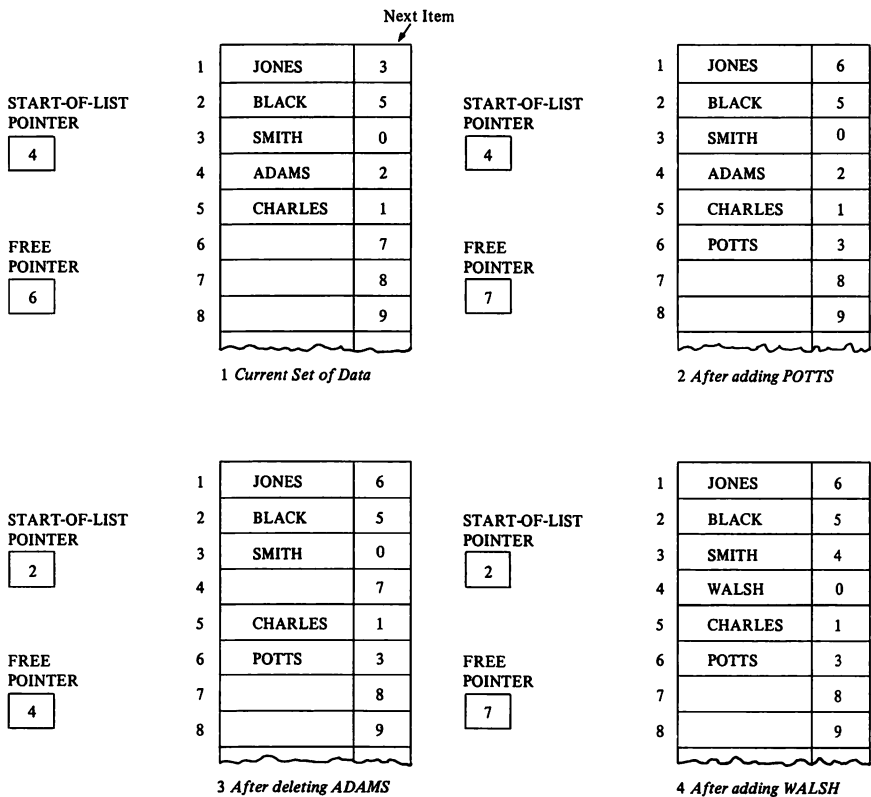 Next Item
START-OF-LIST
POINTER
4
FREE
POINTER
6
1 JONES 3
2 BLACK 5
3 SMITH 0
4 ADAMS 2
5 CHARLES 1
6 7
7 8
8 9
1 Current Set of Data
START-OF-LIST
POINTER
4
FREE
POINTER
7
1 JONES 6
2 BLACK 5
3 SMITH 0
4 ADAMS 2
5 CHARLES 1
6 POTTS 3
7 8
8 9
2 After adding POTTS
START-OF-LIST
POINTER
2
FREE
POINTER
4
1 JONES 6
2 BLACK 5
3 SMITH 0
4 7
5 CHARLES 1
6 POTTS 3
7 8
8 9
3 After deleting ADAMS
START-OF-LIST
POINTER
2
FREE
POINTER
7
1 JONES 6
2 BLACK 5
3 SMITH 4
4 WALSH 0
5 CHARLES 1
6 POTTS 3
7 8
8 9
4 After adding WALSH